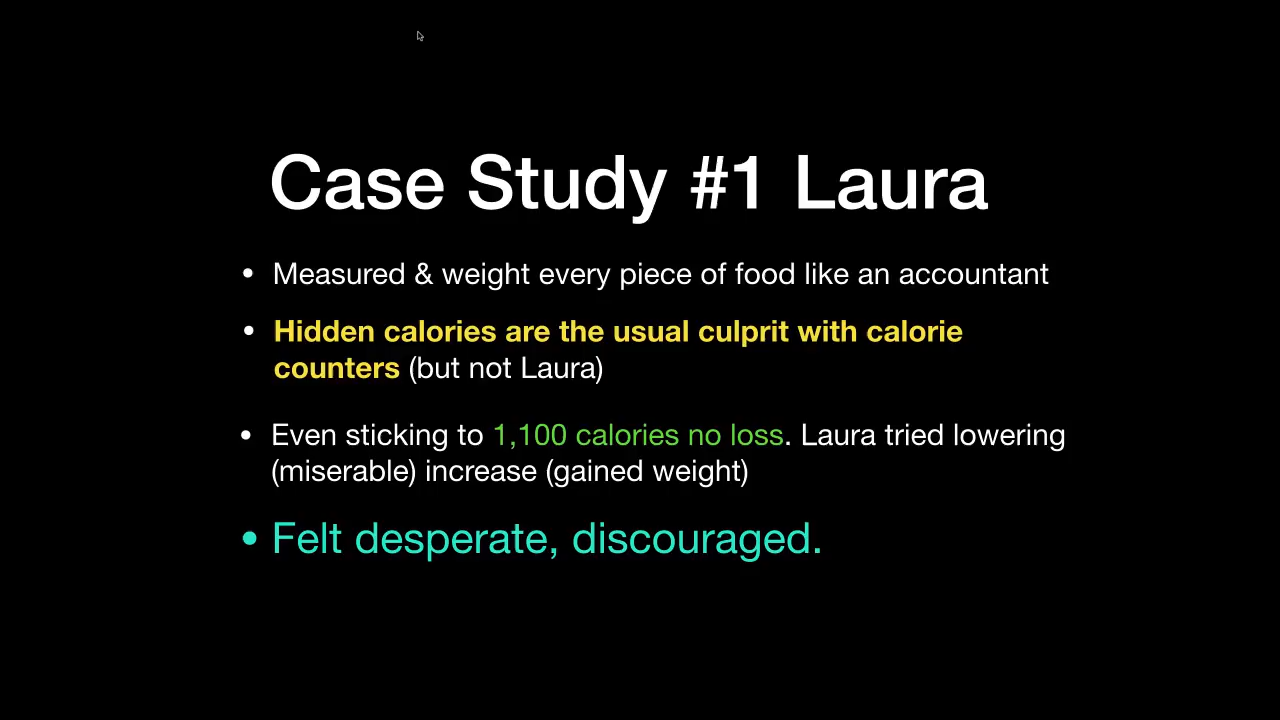 Case Study #1 Laura
• Measured & weight every piece of food like an accountant
• Hidden calories are the usual culprit with calorie
counters (but not Laura)
• Even sticking to 1,100 calories no loss. Laura tried lowering
(miserable) increase (gained weight)
• Felt desperate, discouraged.